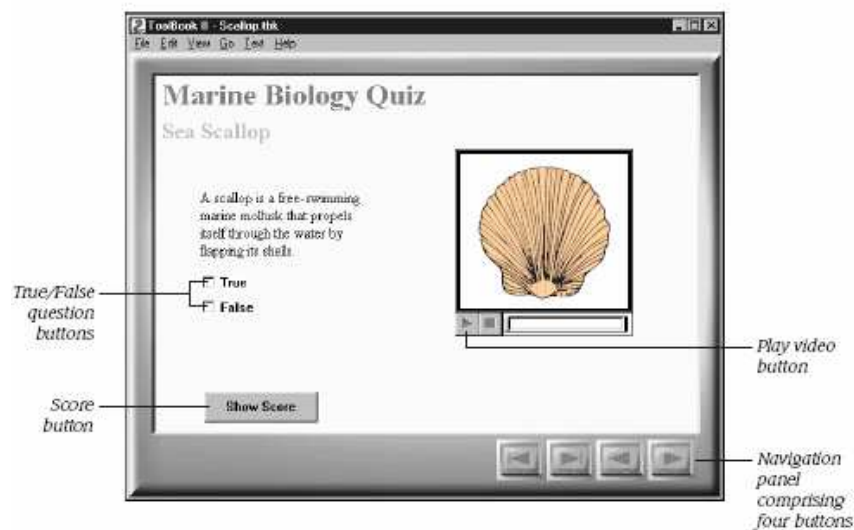 ToolBook II - Scallop.tbk
File Edit View Go Text Help
Marine Biology Quiz
Sea Scallop
A scallop is a free-swimming
marine mollusk that propels
itself through the water by
flapping its shells.
True
False
Show Score
True/False
question
buttons
Score
button
Play video
button
Navigation
panel
comprising
four buttons